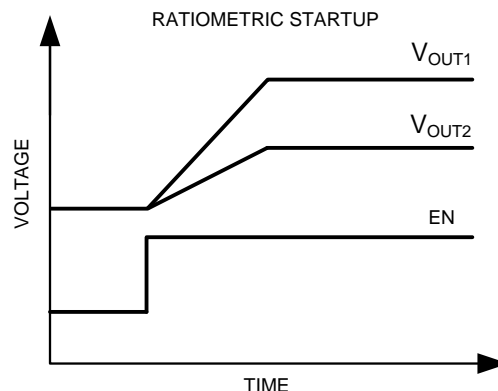 RATIOMETRIC STARTUP
VOUT1
VOUT2
VOLTAGE
EN
TIME